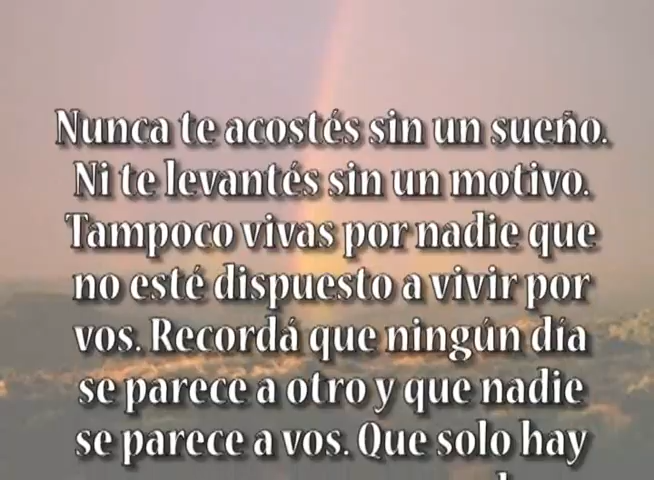 Nunca te acostés sin un sueño.
Ni te levantés sin un motivo.
Tampoco vivas por nadie que
no esté dispuesto a vivir por
vos. Recordá que ningún día
se parece a otro y que nadie
se parece a vos. Que solo hay